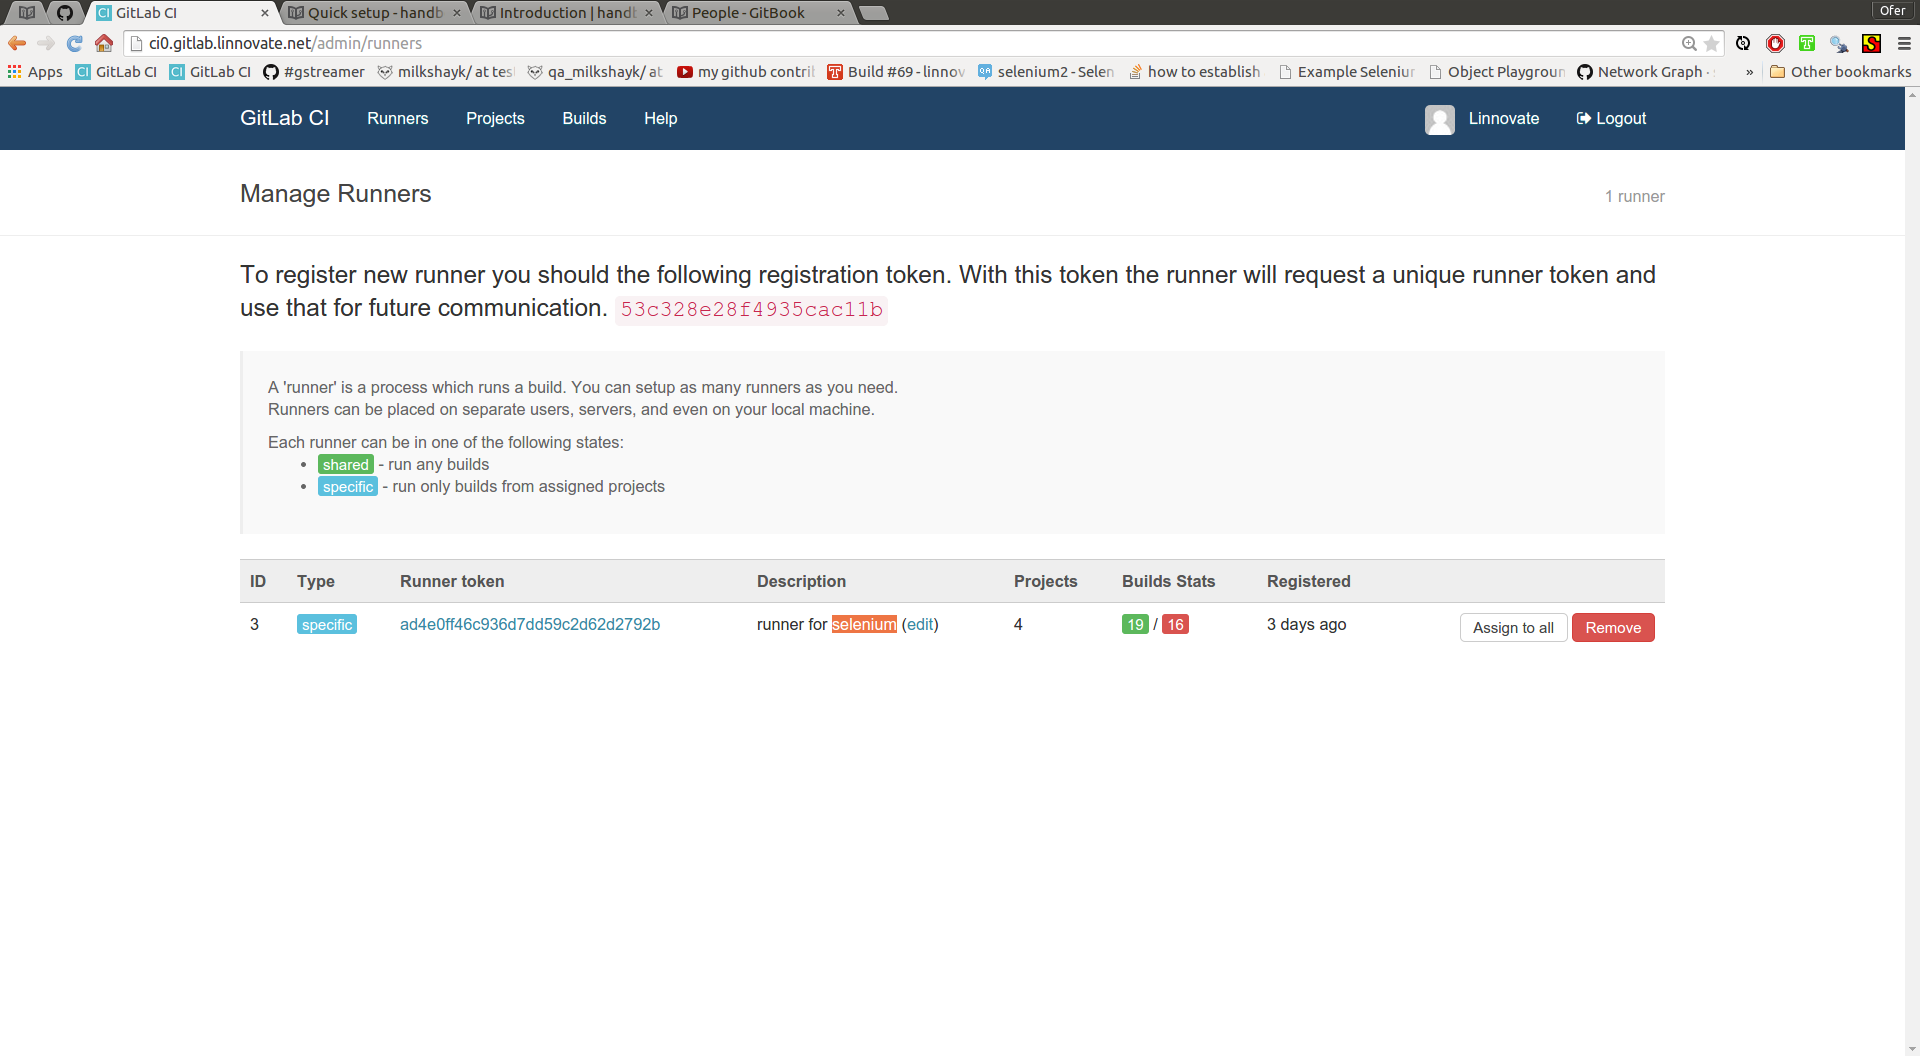 Ofer
GitLab CI
Quick setup - handb
Introduction | handb
People - GitBook
ci0.gitlab.linnovate.net/admin/runners
Apps
GitLab CI
GitLab CI
#gstreamer
milkshayk/ at tes
qa_milkshayk/ at
my github contri
Build #69 - linnov
selenium2 - Selen
how to establish
Example Seleniur
Object Playgroun
Network Graph ·
» Other bookmarks
GitLab CI
Runners
Projects
Builds
Help
Linnovate
Logout
Manage Runners
1 runner
To register new runner you should the following registration token. With this token the runner will request a unique runner token and
use that for future communication. 53c328e28f4935cac11b
A 'runner' is a process which runs a build. You can setup as many runners as you need.
Runners can be placed on separate users, servers, and even on your local machine.
Each runner can be in one of the following states:
• shared - run any builds
• specific - run only builds from assigned projects
ID Type Runner token Description Projects Builds Stats Registered
3 specific ad4e0ff46c936d7dd59c2d62d2792b runner for selenium (edit) 4 19 / 16 3 days ago Assign to all Remove